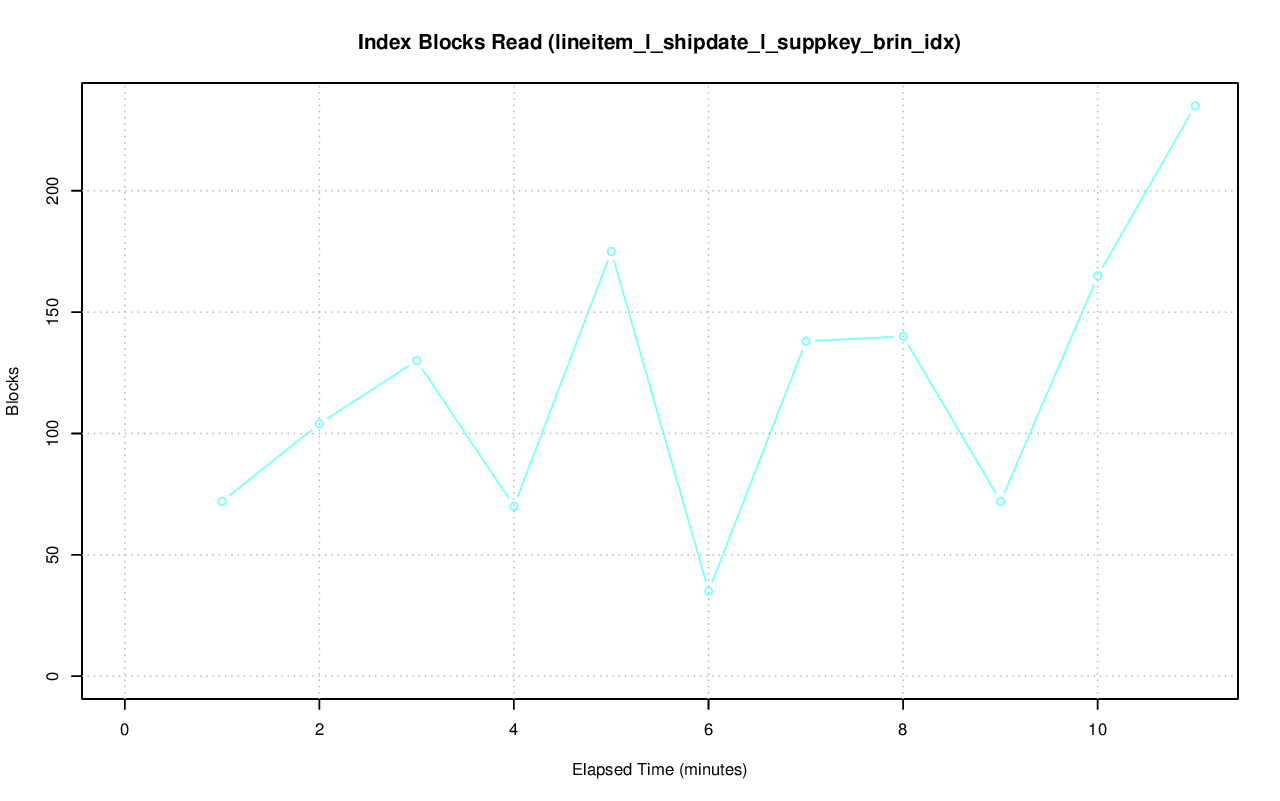 Index Blocks Read (lineitem_l_shipdate_l_suppkey_brin_idx)
200
150
100
50
0
Blocks
0 2 4 6 8 10
Elapsed Time (minutes)